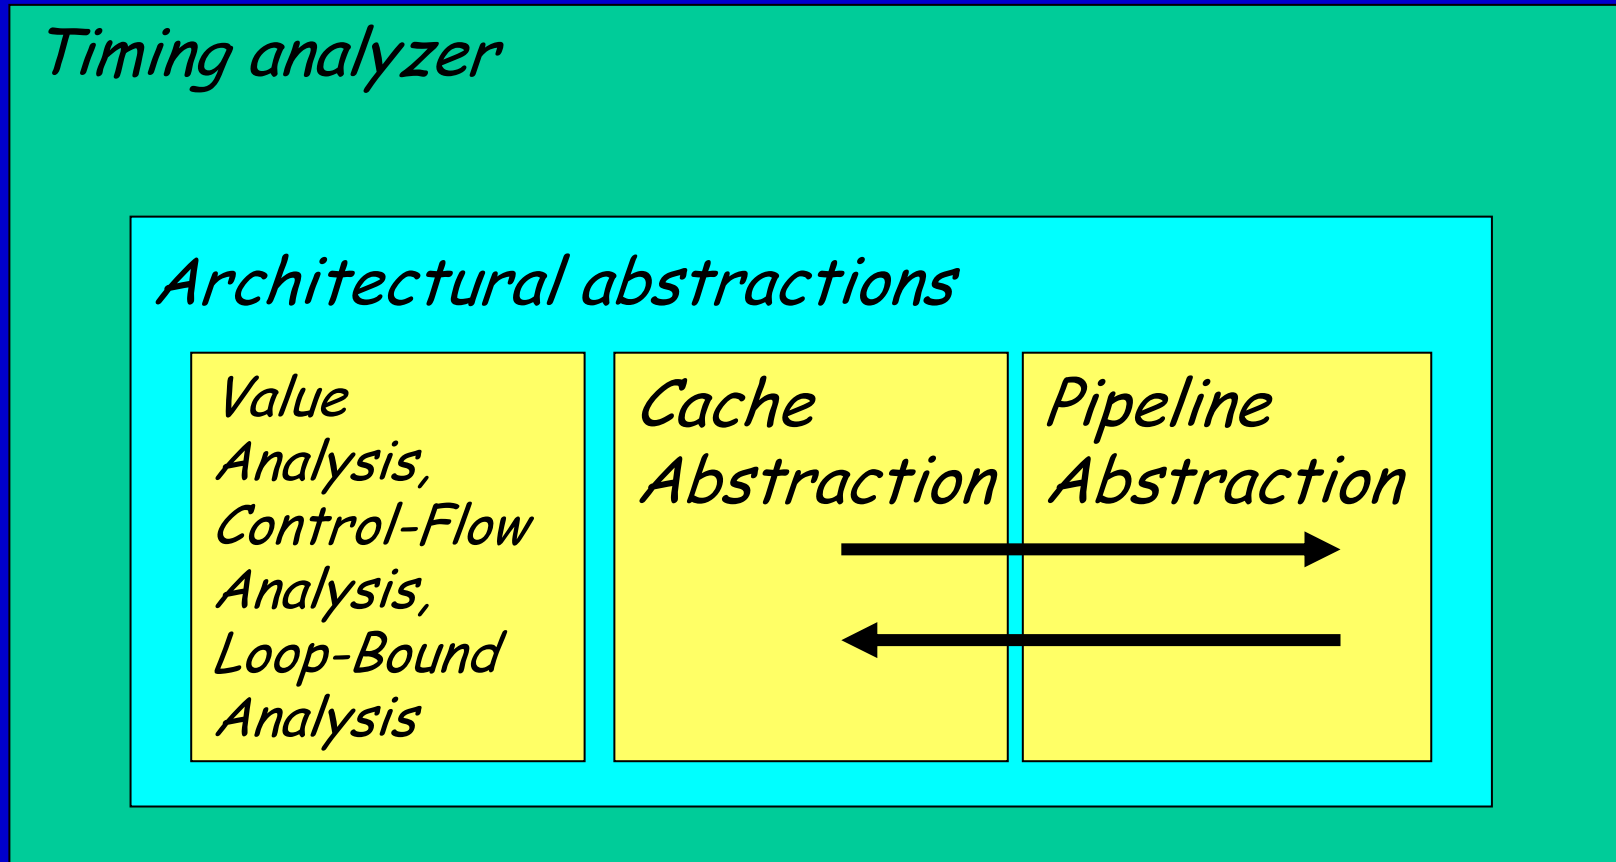 Timing analyzer
Architectural abstractions
Value
Analysis,
Control-Flow
Analysis,
Loop-Bound
Analysis
Cache
Abstraction
Pipeline
Abstraction